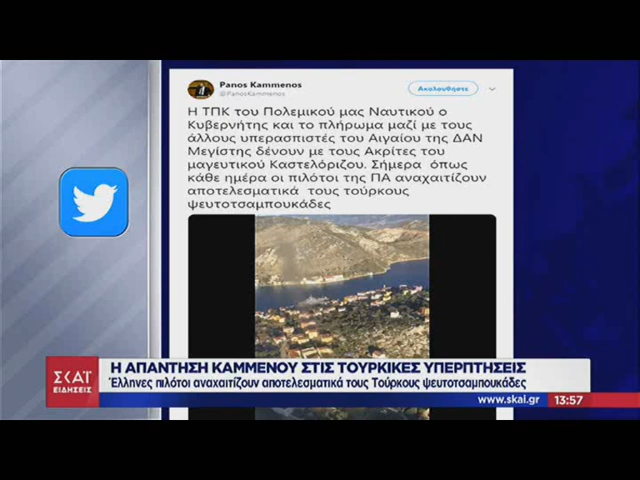 Panos Kammenos
@PanosKammenos
Ακολουθήστε
Η ΤΠΚ του Πολεμικού μας Ναυτικού ο
Κυβερνήτης και το πλήρωμα μαζί με τους
άλλους υπερασπιστές του Αιγαίου της ΔΑΝ
Μεγίστης δένουν με τους Ακρίτες του
μαγευτικού Καστελόριζου. Σήμερα όπως
κάθε ημέρα οι πιλότοι της ΠΑ αναχαιτίζουν
αποτελεσματικά τους τούρκους
ψευτοτσαμπουκάδες
ΣΚΑΪ
ΕΙΔΗΣΕΙΣ
Η ΑΠΑΝΤΗΣΗ ΚΑΜΜΕΝΟΥ ΣΤΙΣ ΤΟΥΡΚΙΚΕΣ ΥΠΕΡΠΤΗΣΕΙΣ
Έλληνες πιλότοι αναχαιτίζουν αποτελεσματικά τους Τούρκους ψευτοτσαμπουκάδες
www.skai.gr
13:57